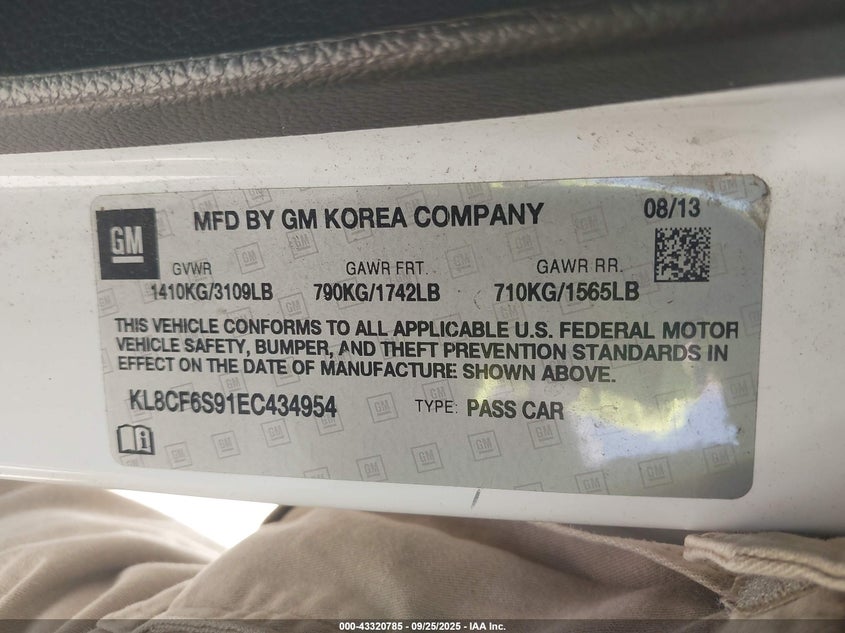 GM
MFD BY GM KOREA COMPANY
08/13
GVWR GAWR FRT. GAWR RR.
1410KG/3109LB 790KG/1742LB 710KG/1565LB
THIS VEHICLE CONFORMS TO ALL APPLICABLE U.S. FEDERAL MOTOR
VEHICLE SAFETY, BUMPER, AND THEFT PREVENTION STANDARDS IN
EFFECT ON THE DATE OF MANUFACTURE SHOWN ABOVE.
KL8CF6S91EC434954 TYPE: PASS CAR
000-43320785 - 09/25/2025 - IAA Inc.